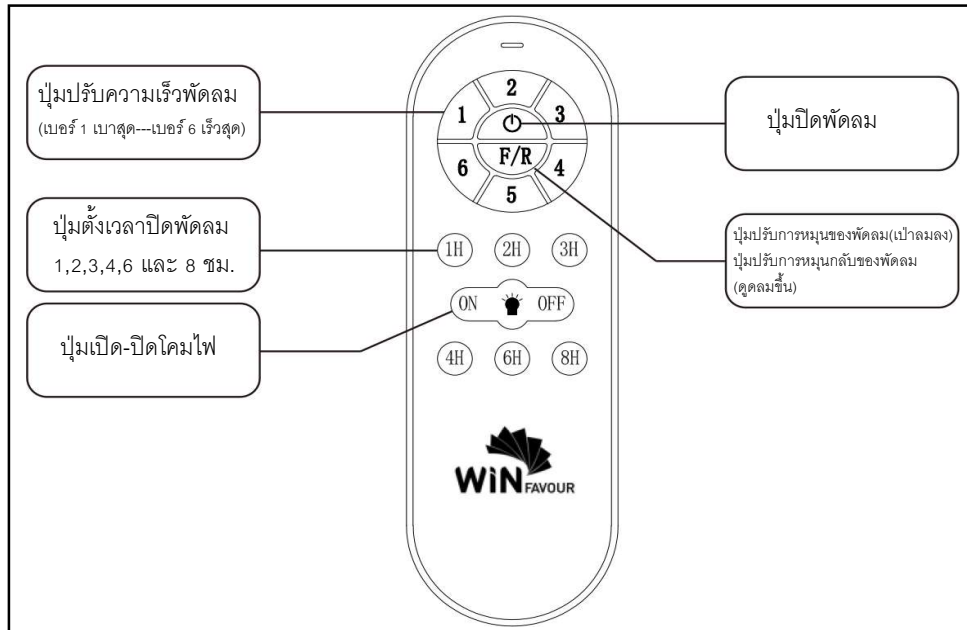 ปุ่มปรับความเร็วพัดลม
(เบอร์ 1 เบาสุด---เบอร์ 6 เร็วสุด)
ปุ่มตั้งเวลาปิดพัดลม
1,2,3,4,6 และ 8 ชม.
ปุ่มเปิด-ปิดโคมไฟ
2
1
3
F/R
6
4
5
1H 2H 3H
ON OFF
4H 6H 8H
WiN FAVOUR
ปุ่มปิดพัดลม
ปุ่มปรับการหมุนของพัดลม(เป่าลมลง)
ปุ่มปรับการหมุนกลับของพัดลม
(ดูดลมขึ้น)